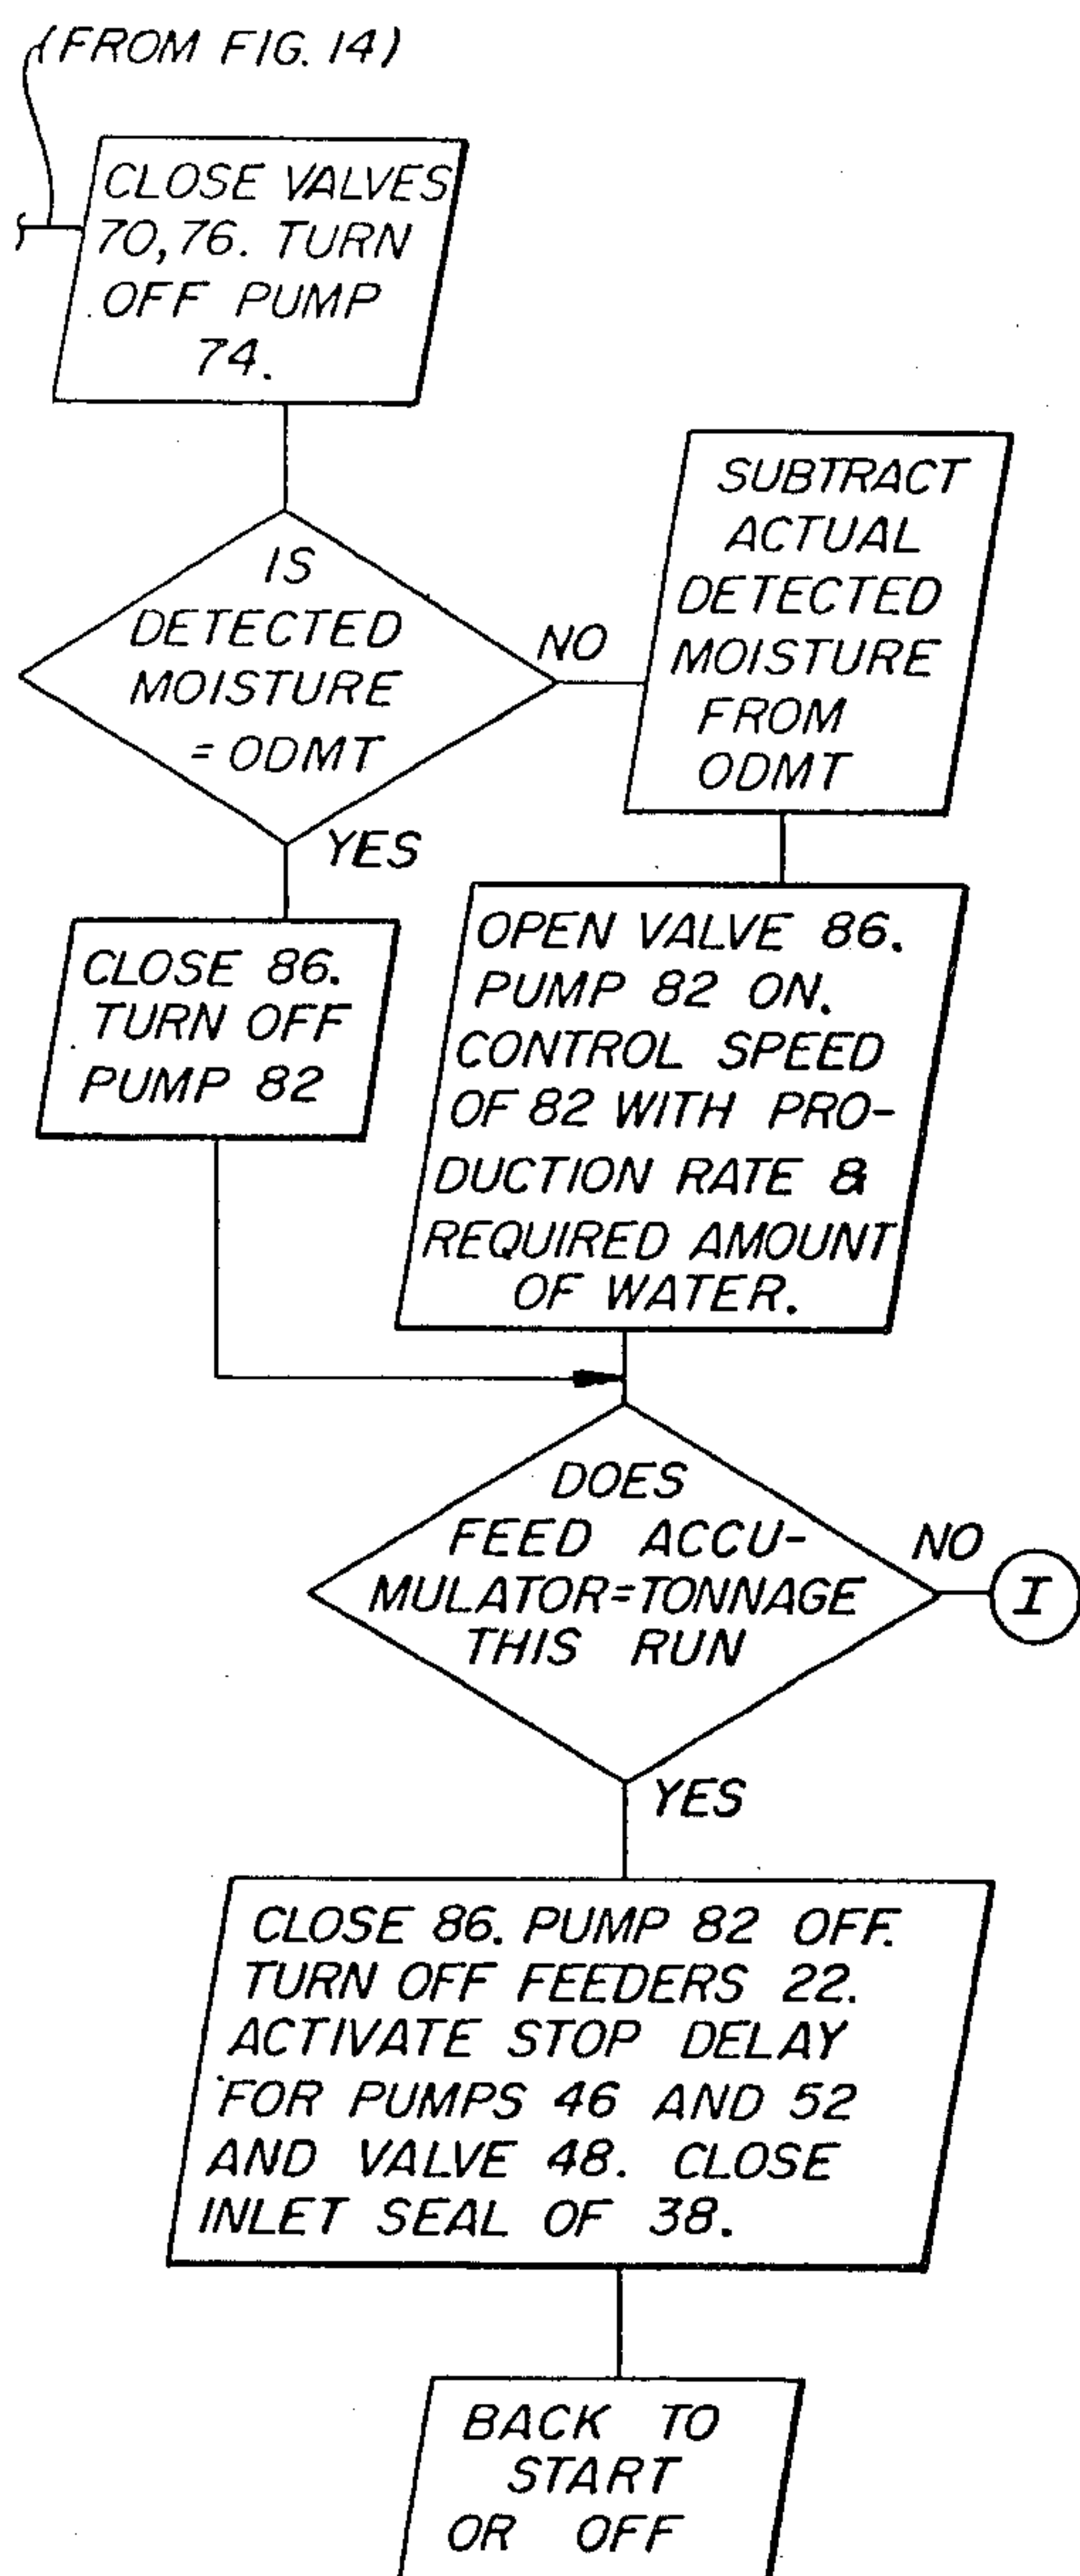 (FROM FIG. 14)
CLOSE VALVES
70,76. TURN
OFF PUMP
74.
IS
DETECTED
MOISTURE
= ODMT
NO
YES
SUBTRACT
ACTUAL
DETECTED
MOISTURE
FROM
ODMT
CLOSE 86.
TURN OFF
PUMP 82
OPEN VALVE 86.
PUMP 82 ON.
CONTROL SPEED
OF 82 WITH PRO-
DUCTION RATE &
REQUIRED AMOUNT
OF WATER.
DOES
FEED ACCU-
MULATOR=TONNAGE
THIS RUN
NO
I
YES
CLOSE 86. PUMP 82 OFF.
TURN OFF FEEDERS 22.
ACTIVATE STOP DELAY
FOR PUMPS 46 AND 52
AND VALVE 48. CLOSE
INLET SEAL OF 38.
BACK TO
START
OR OFF